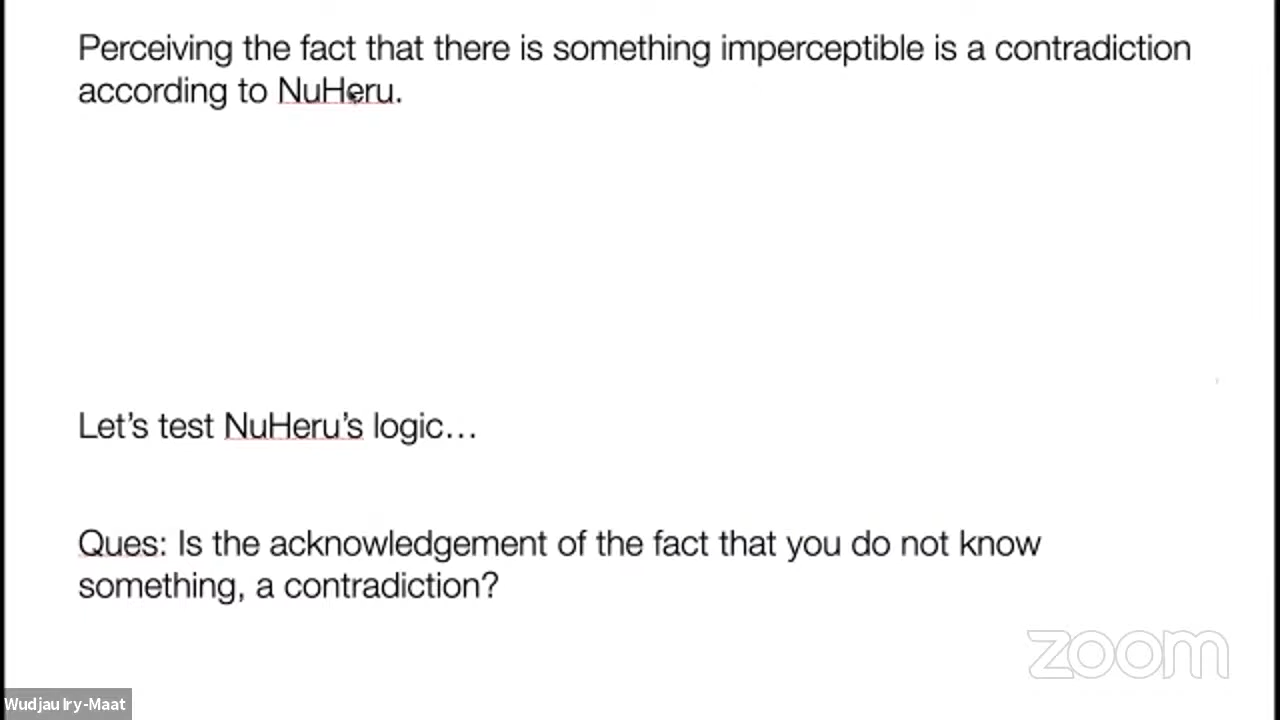 Perceiving the fact that there is something imperceptible is a contradiction
according to NuHeru.
Let’s test NuHeru’s logic…
Ques: Is the acknowledgement of the fact that you do not know
something, a contradiction?
zoom
Wudjau Iry-Maat